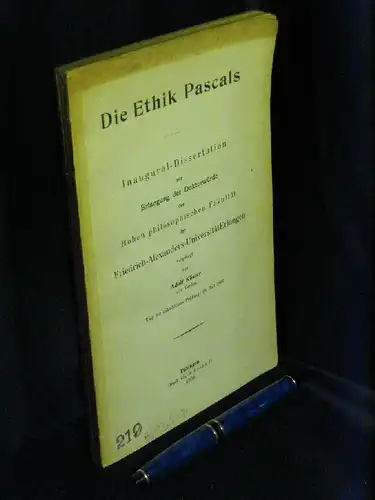 Die Ethik Pascals
Inaugural-Dissertation
zur
Erlangung der Doktorwürde
der
Hohen philosophischen Fakultät
der
Friedrich-Alexanders-Universität Erlangen
vorgelegt
von
Adolf
Tag der mündlichen Prüfung:
Tübingen
219